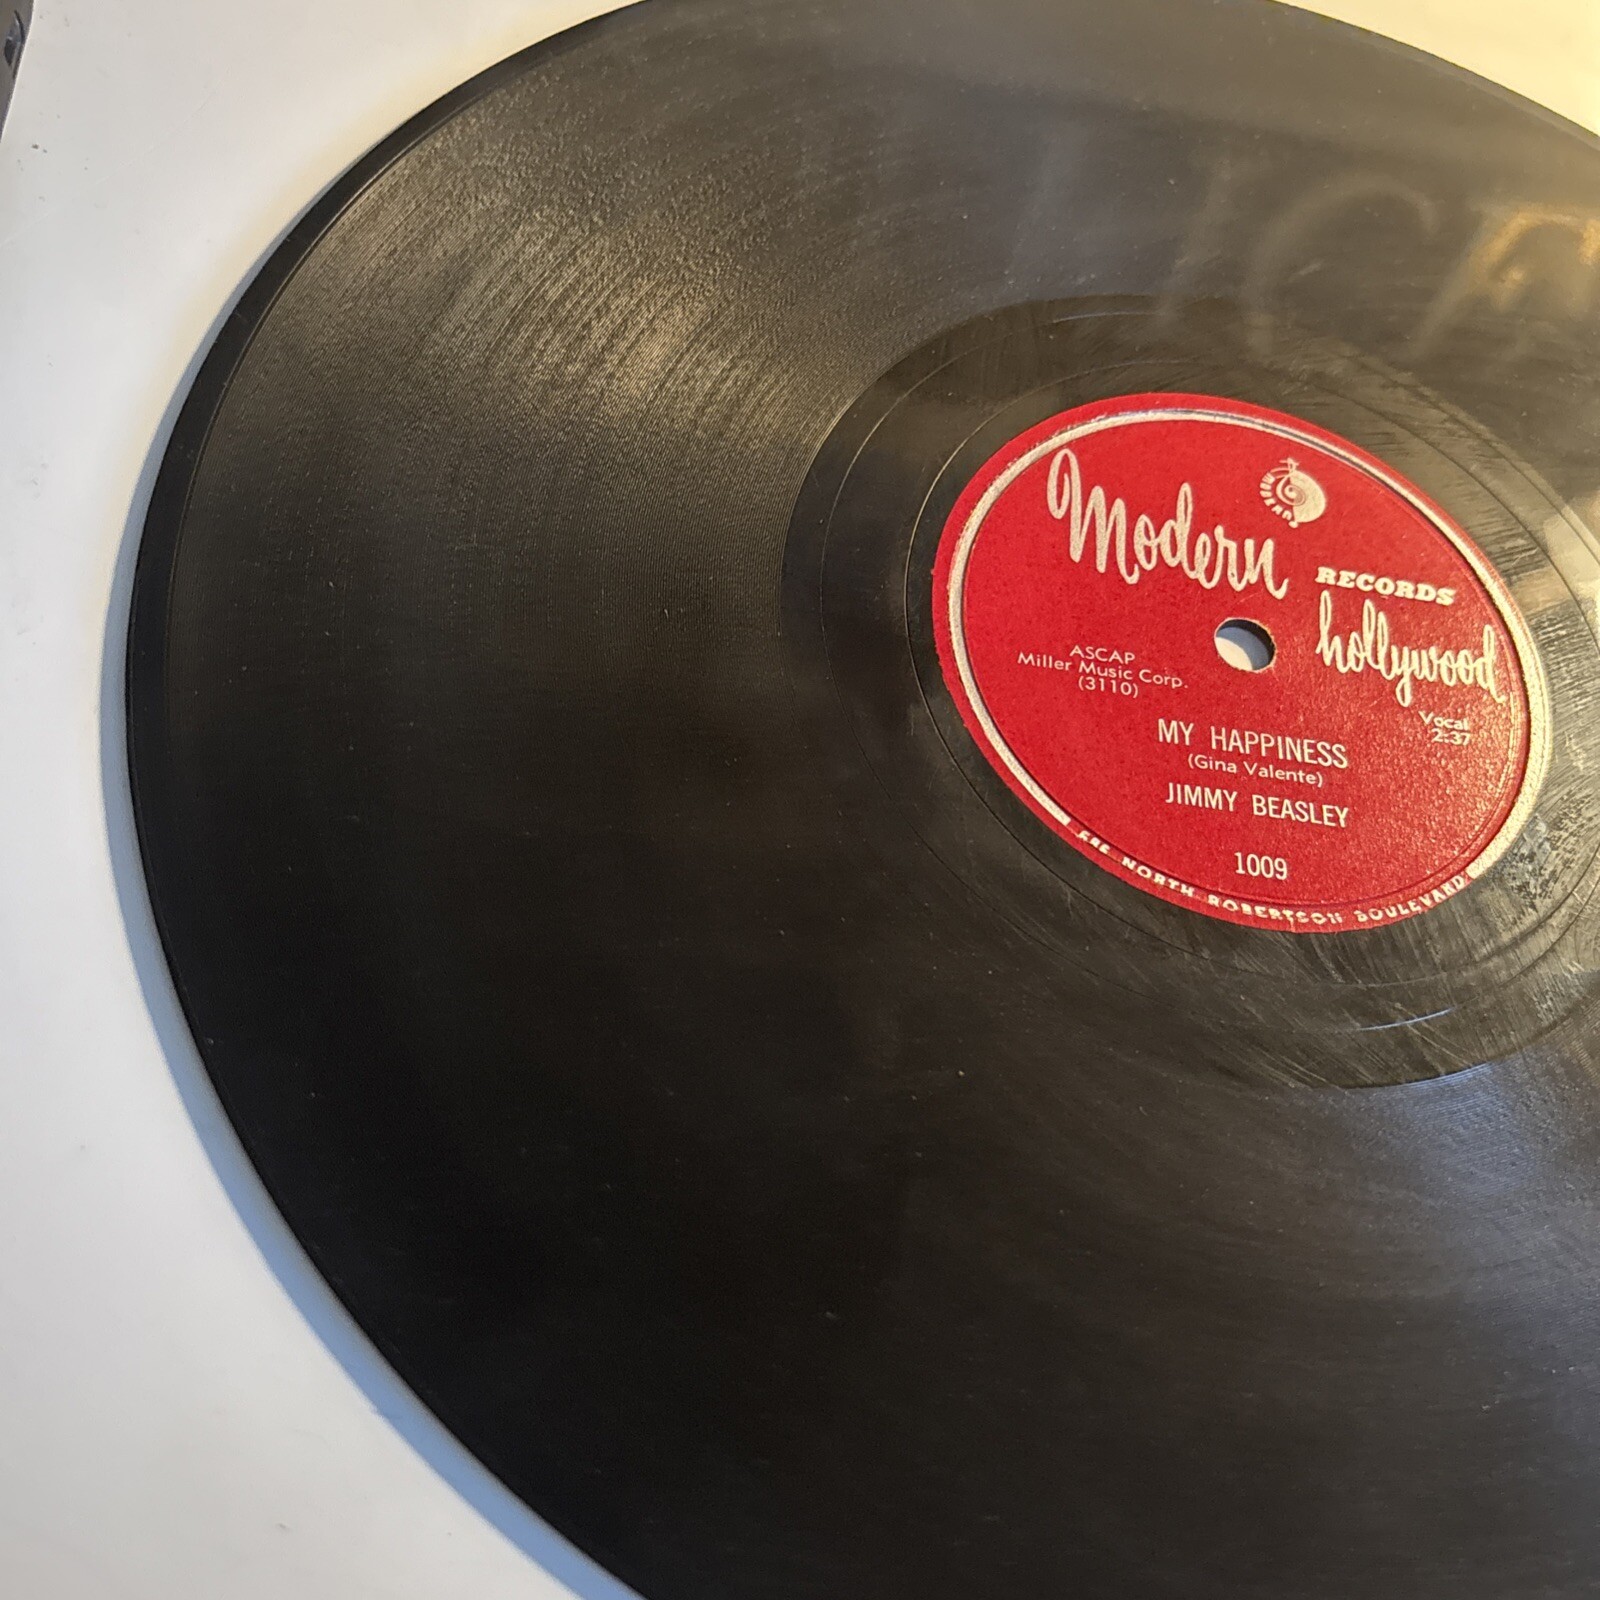 Modern
MODERN
RECORDS
hollywood
ASCAP
Miller Music Corp.
(3110)
Vocal
2:37
MY HAPPINESS
(Gina Valente)
JIMMY BEASLEY
1009
NORTH ROBERTSON BOULEVARD